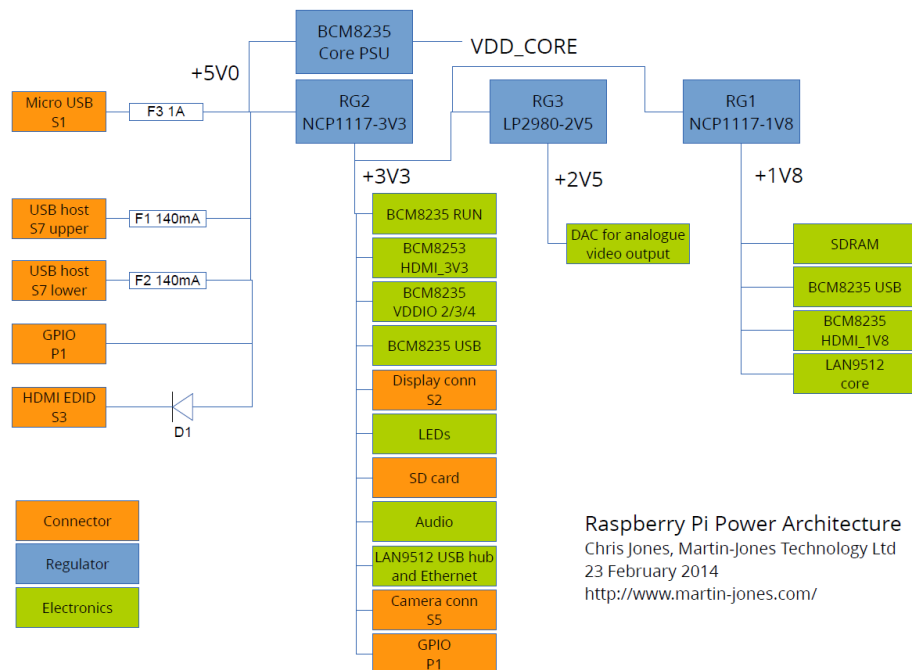 BCM8235
Core PSU
VDD_CORE
+5V0
Micro USB
S1
F3 1A
RG2
NCP1117-3V3
RG3
LP2980-2V5
RG1
NCP1117-1V8
+3V3
+2V5
+1V8
USB host
S7 upper
F1 140mA
USB host
S7 lower
F2 140mA
GPIO
P1
HDMI EDID
S3
D1
BCM8235 RUN
BCM8253
HDMI_3V3
BCM8235
VDDIO 2/3/4
BCM8235 USB
Display conn
S2
LEDs
SD card
Audio
LAN9512 USB hub
and Ethernet
Camera conn
S5
GPIO
P1
DAC for analogue
video output
SDRAM
BCM8235 USB
BCM8235
HDMI_1V8
LAN9512
core
Connector
Regulator
Electronics
Raspberry Pi Power Architecture
Chris Jones, Martin-Jones Technology Ltd
23 February 2014
http://www.martin-jones.com/